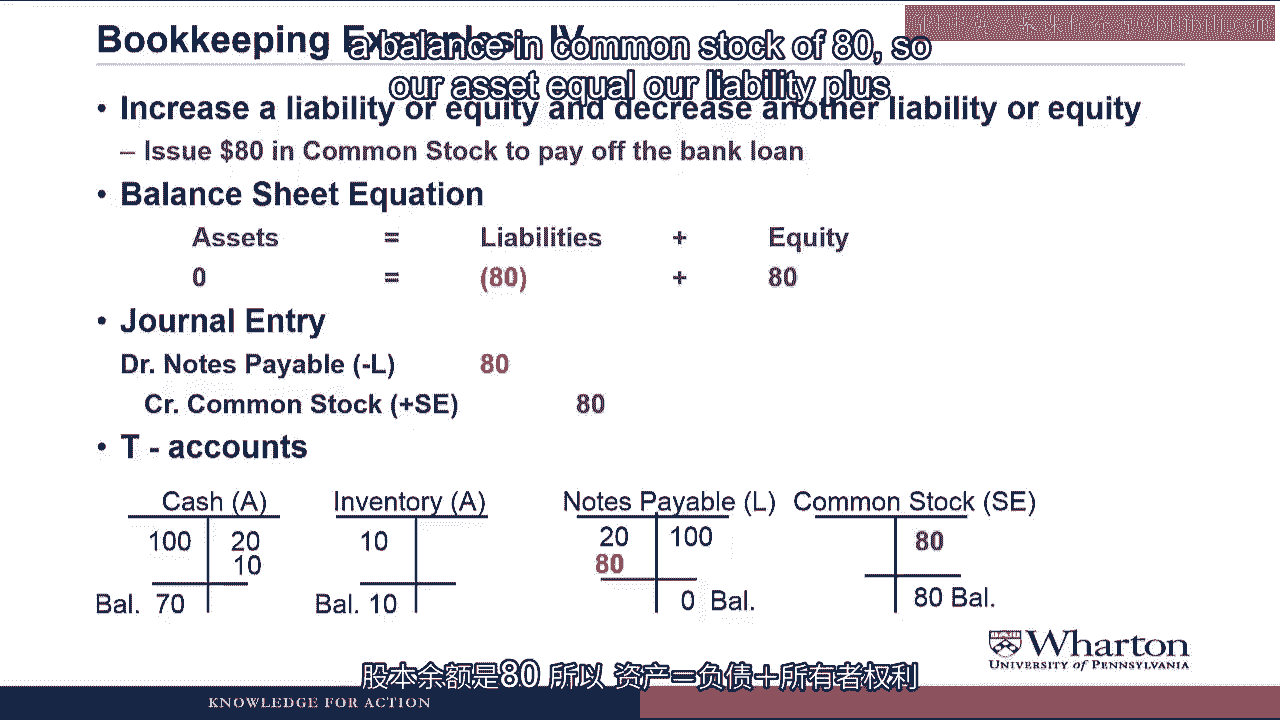 Bookkeeping Examples - IV
a balance in common stock of 80, so
our asset equal our liability plus
• Increase a liability or equity and decrease another liability or equity
– Issue $80 in Common Stock to pay off the bank loan
• Balance Sheet Equation
Assets = Liabilities + Equity
0 = (80) + 80
• Journal Entry
Dr. Notes Payable (-L) 80
Cr. Common Stock (+SE) 80
• T - accounts
Cash (A) Inventory (A) Notes Payable (L) Common Stock (SE)
100 20 10 20 100 80
10 80
Bal. 70 Bal. 10 0 Bal. 80 Bal.
Wharton
UNIVERSITY of PENNSYLVANIA
股本余额是80 所以 资产＝负债＋所有者权利
KNOWLEDGE FOR ACTION